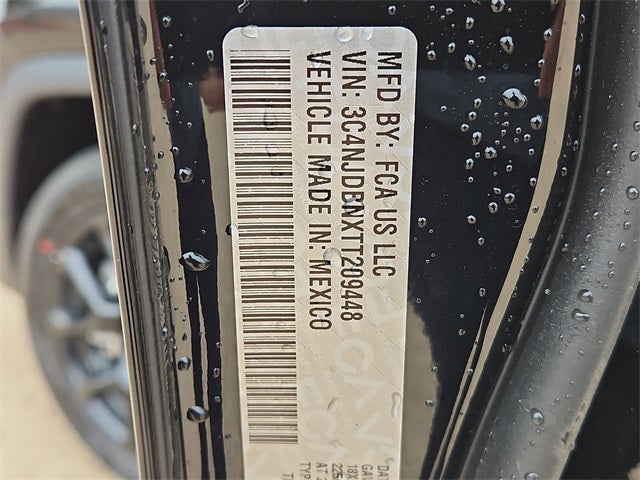 MFD BY: FCA US LLC
VIN: 3C4NJDBNXTT209448
VEHICLE MADE IN: MEXICO